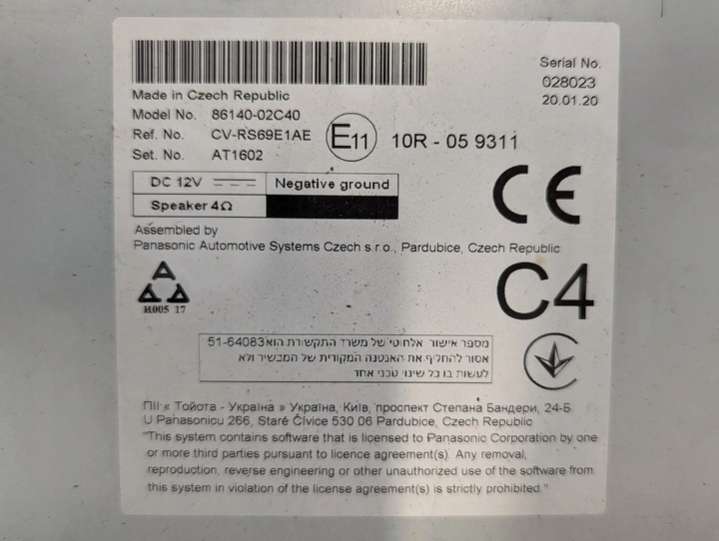 Made in Czech Republic
Model No. 86140-02C40
Ref. No. CV-RS69E1AE
Set. No. AT1602
E11 10R - 05 9311
Serial No.
028023
20.01.20
DC 12V Negative ground
Speaker 4Ω
CE
Assembled by
Panasonic Automotive Systems Czech s.r.o., Pardubice, Czech Republic
H005 17
C4
מספר אישור אלחוטי של משרד התקשורת הוא 51-64083
אסור להחליף את האנטנה המקורית של המכשיר ולא
לעשות בו כל שינוי טכני אחר
ПІІ « Тойота - Україна » Україна, Київ, проспект Степана Бандери, 24-Б
U Panasonicu 266, Staré Čívice 530 06 Pardubice, Czech Republic
"This system contains software that is licensed to Panasonic Corporation by one
or more third parties pursuant to licence agreement(s). Any removal,
reproduction, reverse engineering or other unauthorized use of the software from
this system in violation of the license agreement(s) is strictly prohibited."